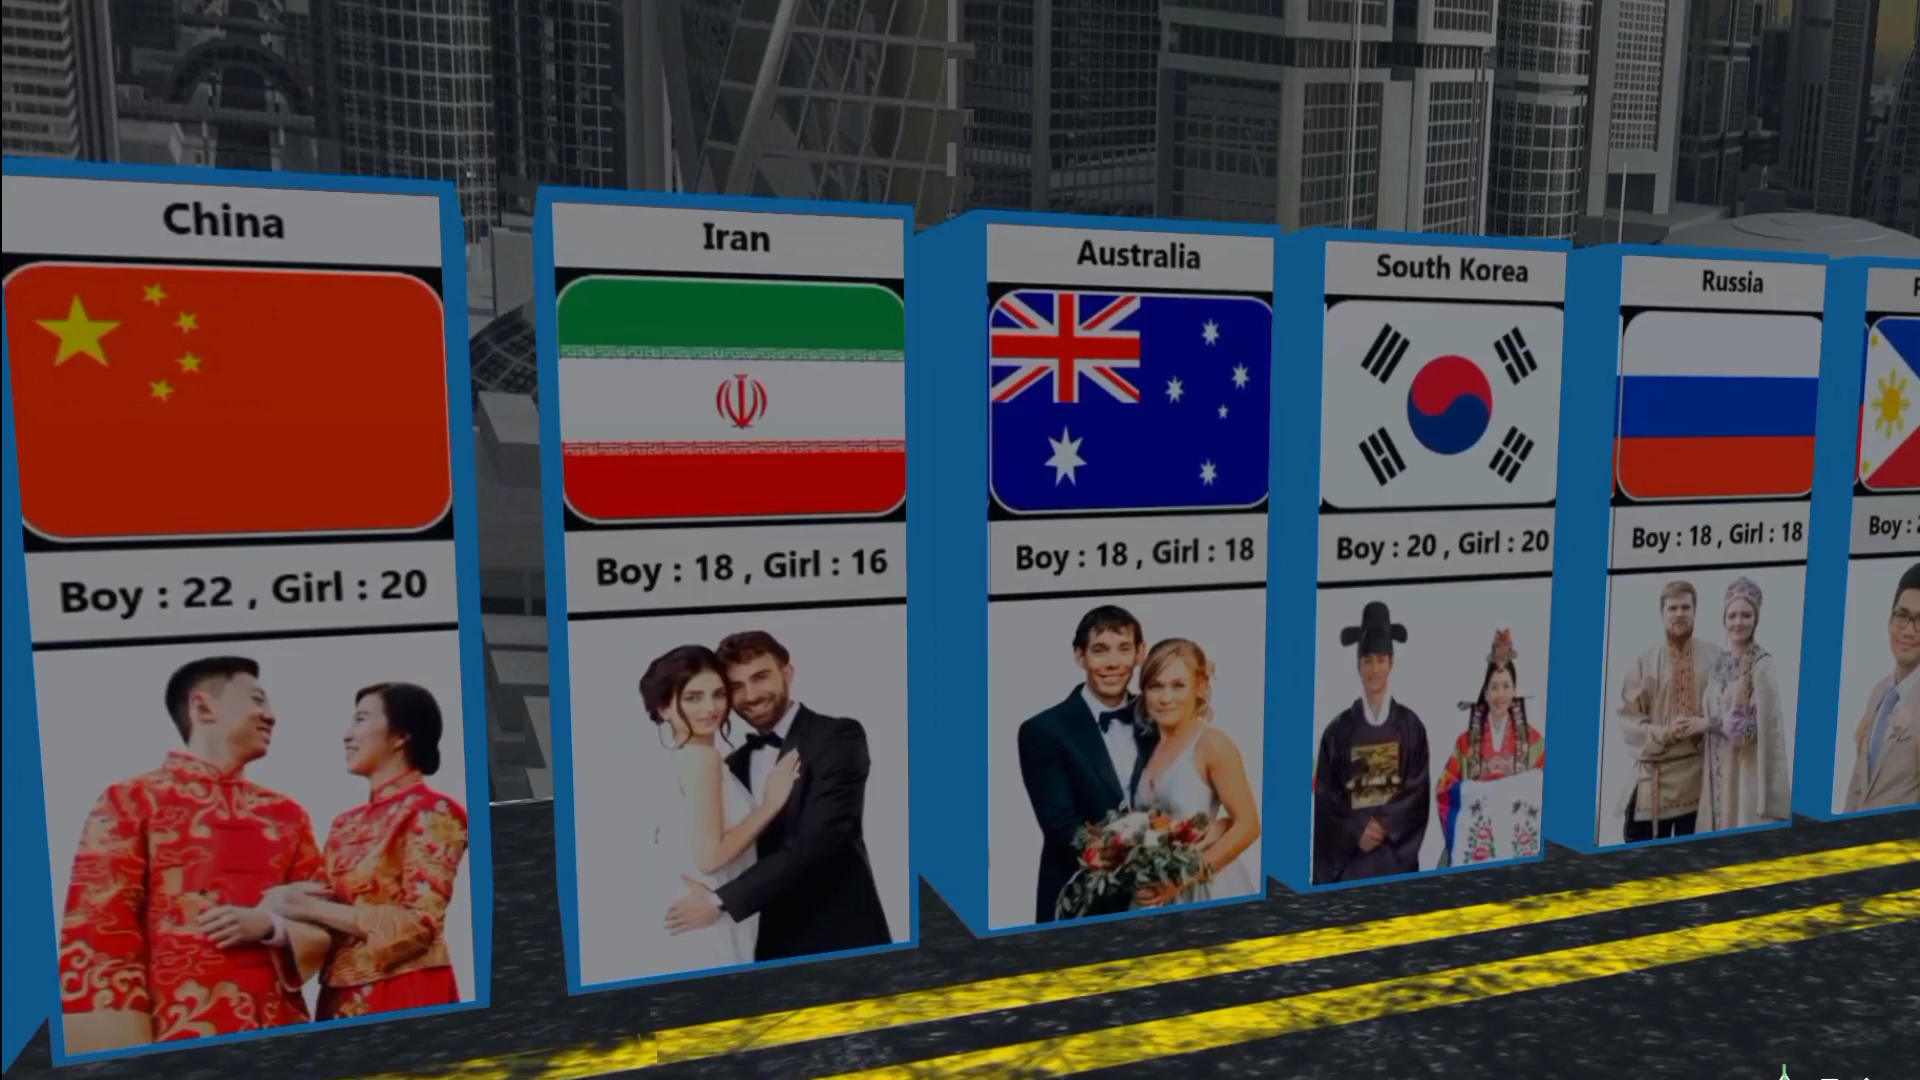 China
Boy : 22 , Girl : 20
Iran
Boy : 18 , Girl : 16
Australia
Boy : 18 , Girl : 18
South Korea
Boy : 20 , Girl : 20
Russia
Boy : 18 , Girl : 18
Boy :